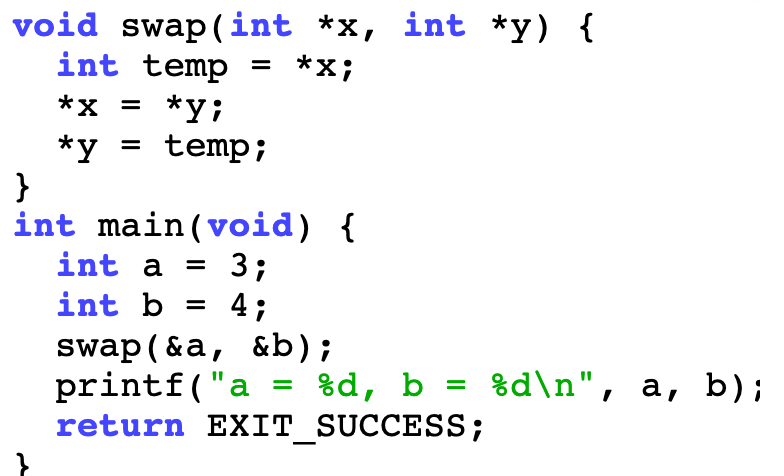 void swap(int *x, int *y) {
  int temp = *x;
  *x = *y;
  *y = temp;
}
int main(void) {
  int a = 3;
  int b = 4;
  swap(&a, &b);
  printf("a = %d, b = %d\n", a, b);
  return EXIT_SUCCESS;
}